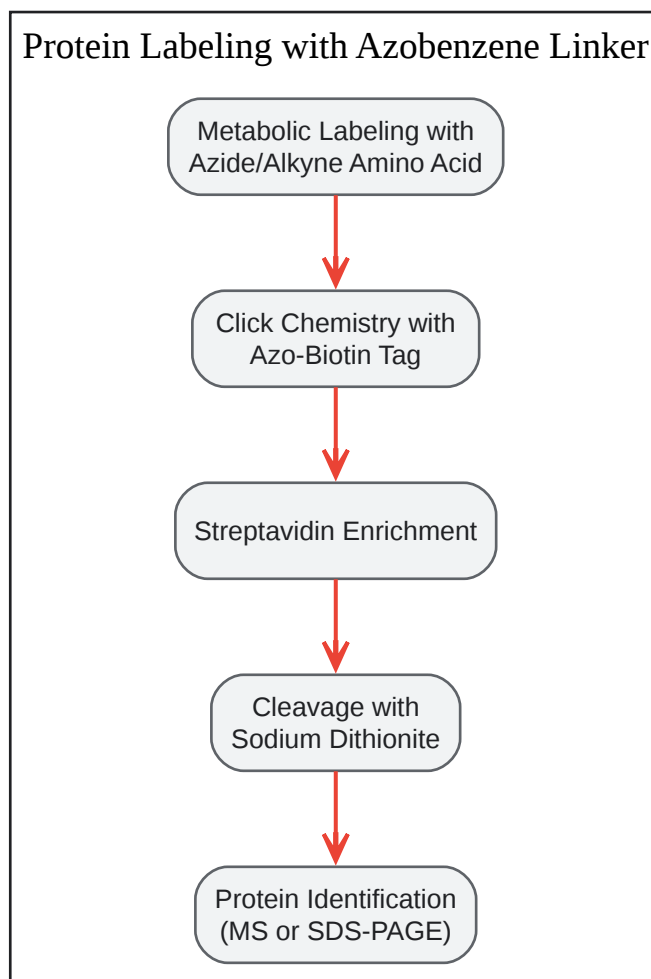 Protein Labeling with Azobenzene Linker
Metabolic Labeling with
Azide/Alkyne Amino Acid
Click Chemistry with
Azo-Biotin Tag
Streptavidin Enrichment
Cleavage with
Sodium Dithionite
Protein Identification
(MS or SDS-PAGE)